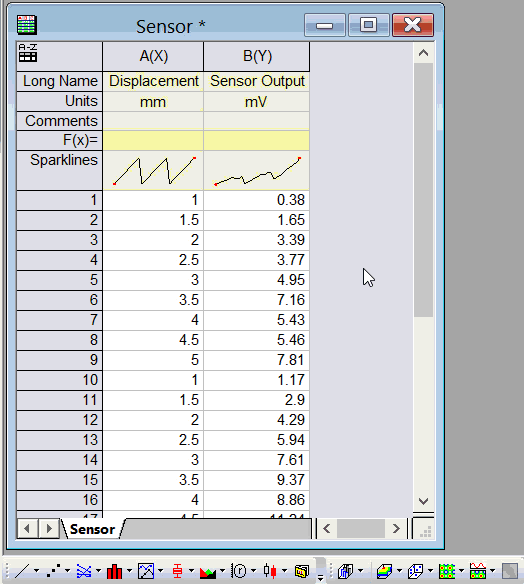 Sensor *
A-Z
A(X) B(Y)
Long Name Displacement Sensor Output
Units mm mV
Comments
F(x)=
Sparklines
1 1 0.38
2 1.5 1.65
3 2 3.39
4 2.5 3.77
5 3 4.95
6 3.5 7.16
7 4 5.43
8 4.5 5.46
9 5 7.81
10 1 1.17
11 1.5 2.9
12 2 4.29
13 2.5 5.94
14 3 7.61
15 3.5 9.37
16 4 8.86
17 4.5
Sensor